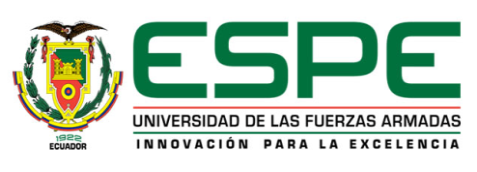 ESPE
UNIVERSIDAD DE LAS FUERZAS ARMADAS
INNOVACIÓN PARA LA EXCELENCIA
1922
ECUADOR